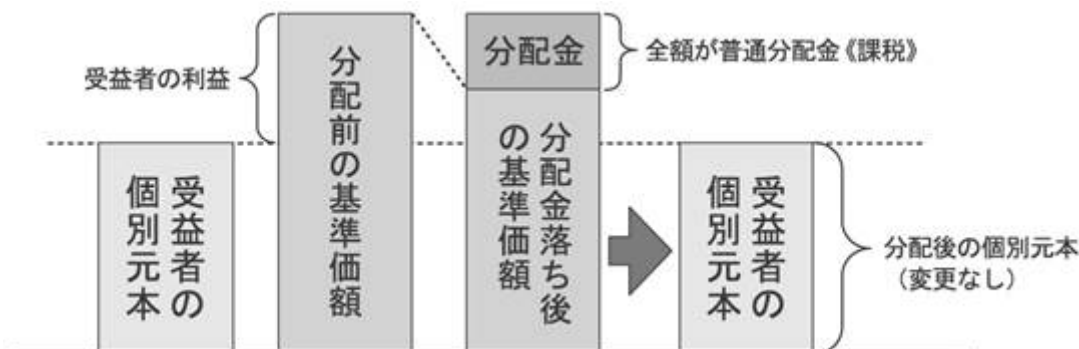 受益者の利益
受益者の
個別元本
分配前の基準価額
分配金
全額が普通分配金《課税》
分配金落ち後
の基準価額
受益者の
個別元本
分配後の個別元本
（変更なし）